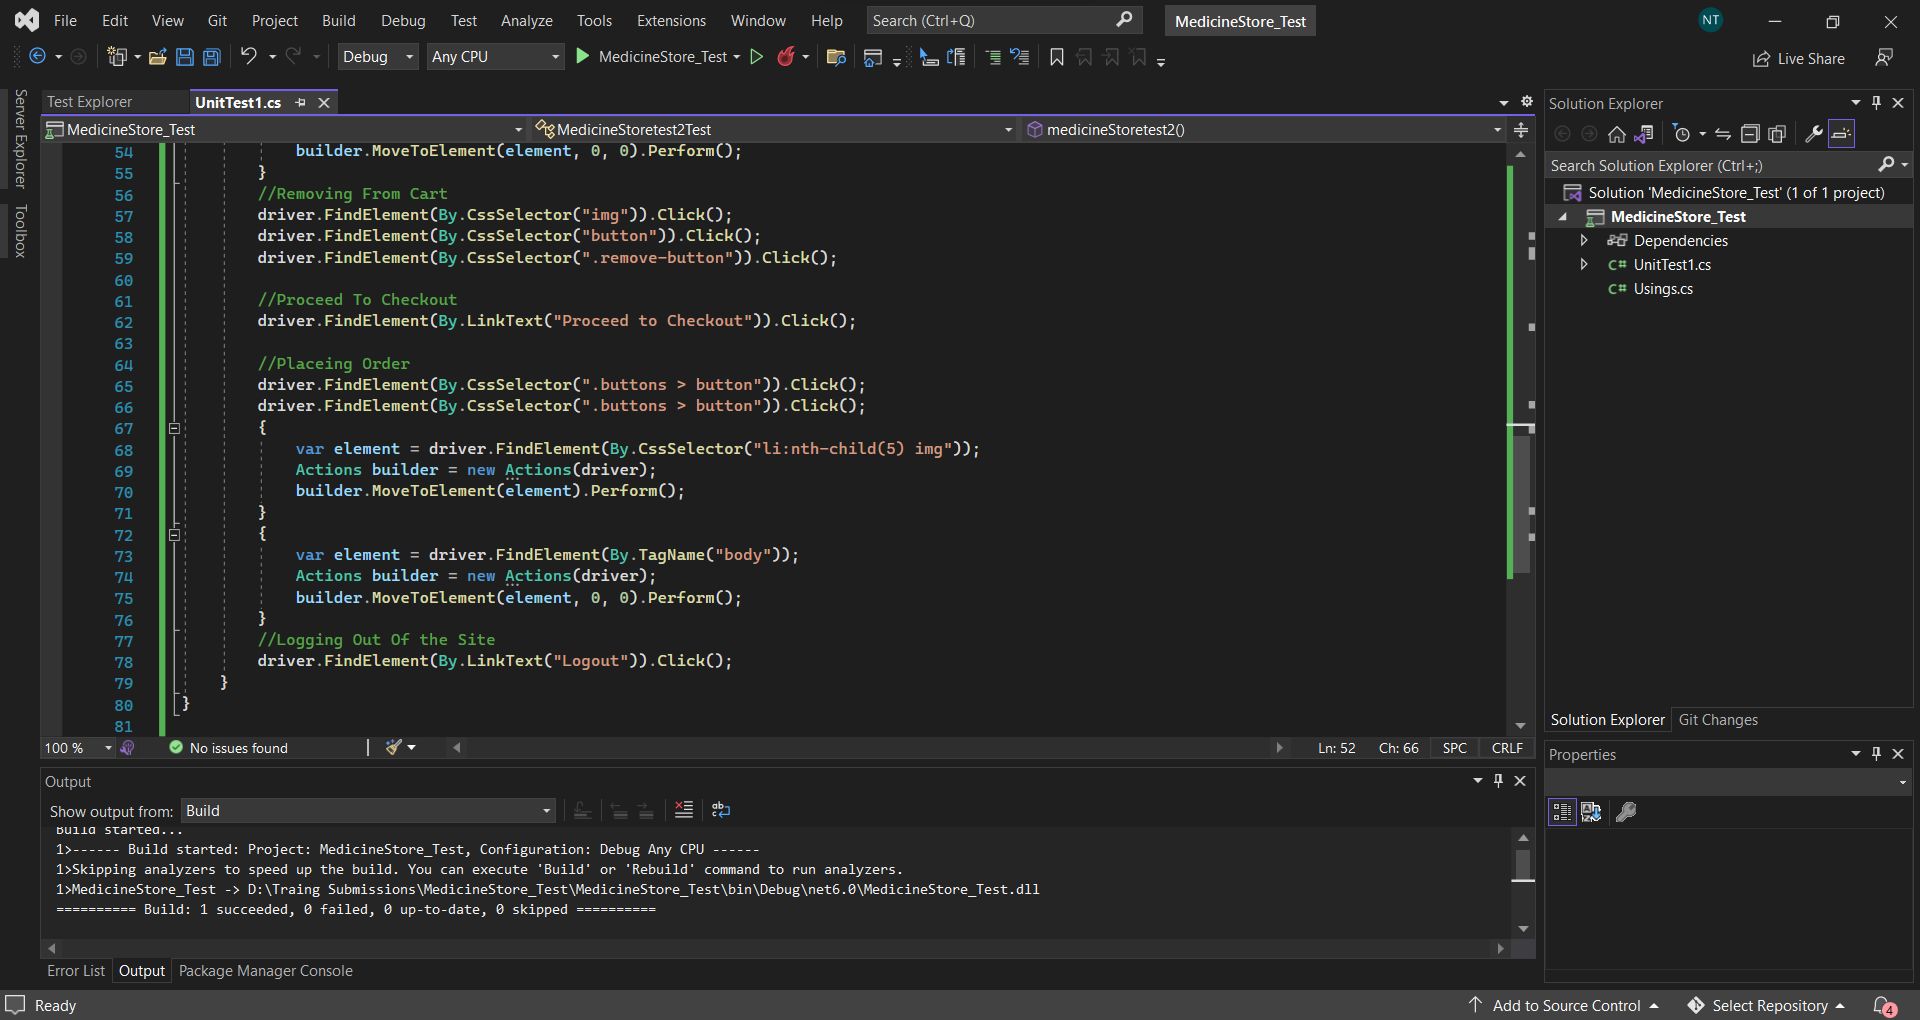 File Edit View Git Project Build Debug Test Analyze Tools Extensions Window Help Search (Ctrl+Q) MedicineStore_Test NT
Debug Any CPU MedicineStore_Test Live Share
Server Explorer
Toolbox
Test Explorer UnitTest1.cs
MedicineStore_Test MedicineStoretest2Test medicineStoretest2()
54 builder.MoveToElement(element, 0, 0).Perform();
55 }
56 //Removing From Cart
57 driver.FindElement(By.CssSelector("img")).Click();
58 driver.FindElement(By.CssSelector("button")).Click();
59 driver.FindElement(By.CssSelector(".remove-button")).Click();
60
61 //Proceed To Checkout
62 driver.FindElement(By.LinkText("Proceed to Checkout")).Click();
63
64 //Placeing Order
65 driver.FindElement(By.CssSelector(".buttons > button")).Click();
66 driver.FindElement(By.CssSelector(".buttons > button")).Click();
67 {
68 var element = driver.FindElement(By.CssSelector("li:nth-child(5) img"));
69 Actions builder = new Actions(driver);
70 builder.MoveToElement(element).Perform();
71 }
72 {
73 var element = driver.FindElement(By.TagName("body"));
74 Actions builder = new Actions(driver);
75 builder.MoveToElement(element, 0, 0).Perform();
76 }
77 //Logging Out Of the Site
78 driver.FindElement(By.LinkText("Logout")).Click();
79 }
80 }
81
100 % No issues found Ln: 52 Ch: 66 SPC CRLF
Output
Show output from: Build
Build started...
1>------ Build started: Project: MedicineStore_Test, Configuration: Debug Any CPU ------
1>Skipping analyzers to speed up the build. You can execute 'Build' or 'Rebuild' command to run analyzers.
1>MedicineStore_Test -> D:\Traing Submissions\MedicineStore_Test\MedicineStore_Test\bin\Debug\net6.0\MedicineStore_Test.dll
========== Build: 1 succeeded, 0 failed, 0 up-to-date, 0 skipped ==========
Error List Output Package Manager Console
Solution Explorer
Search Solution Explorer (Ctrl+;)
Solution 'MedicineStore_Test' (1 of 1 project)
MedicineStore_Test
Dependencies
C# UnitTest1.cs
C# Usings.cs
Solution Explorer Git Changes
Properties
Ready Add to Source Control Select Repository 4